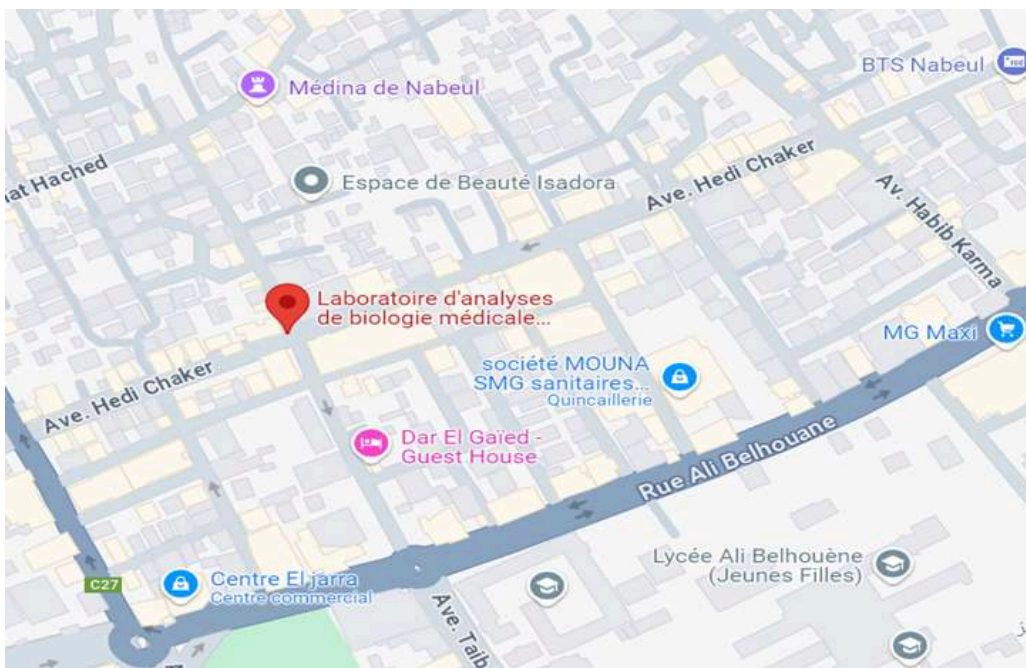 Médina de Nabeul
BTS Nabeul
at Hached
Espace de Beauté Isadora
Ave. Hedi Chaker
Av. Habib Karma
Laboratoire d'analyses
de biologie médicale...
MG Maxi
société MOUNA
SMG sanitaires...
Quincaillerie
Ave. Hedi Chaker
Dar El Gaïed -
Guest House
Rue Ali Belhouane
Lycée Ali Belhouène
(Jeunes Filles)
C27
Centre El jarra
Centre commercial
Ave. Taib